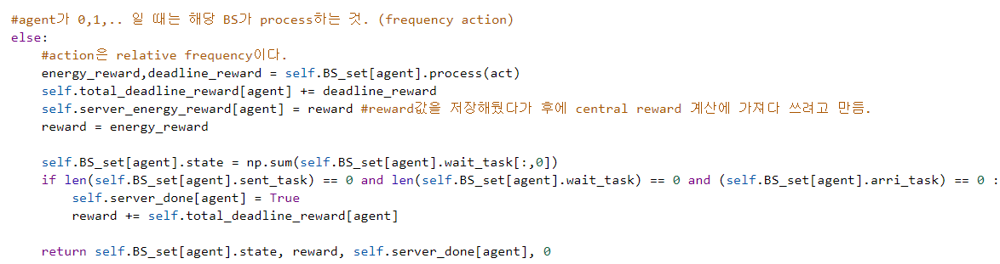 #agent가 0,1,.. 일 때는 해당 BS가 process하는 것. (frequency action)
else:
    #action은 relative frequency이다.
    energy_reward,deadline_reward = self.BS_set[agent].process(act)
    self.total_deadline_reward[agent] += deadline_reward
    self.server_energy_reward[agent] = reward #reward값을 저장해뒀다가 후에 central reward 계산에 가져다 쓰려고 만듬.
    reward = energy_reward
    self.BS_set[agent].state = np.sum(self.BS_set[agent].wait_task[:,0])
    if len(self.BS_set[agent].sent_task) == 0 and len(self.BS_set[agent].wait_task) == 0 and (self.BS_set[agent].arri_task) == 0 :
        self.server_done[agent] = True
        reward += self.total_deadline_reward[agent]
    return self.BS_set[agent].state, reward, self.server_done[agent], 0